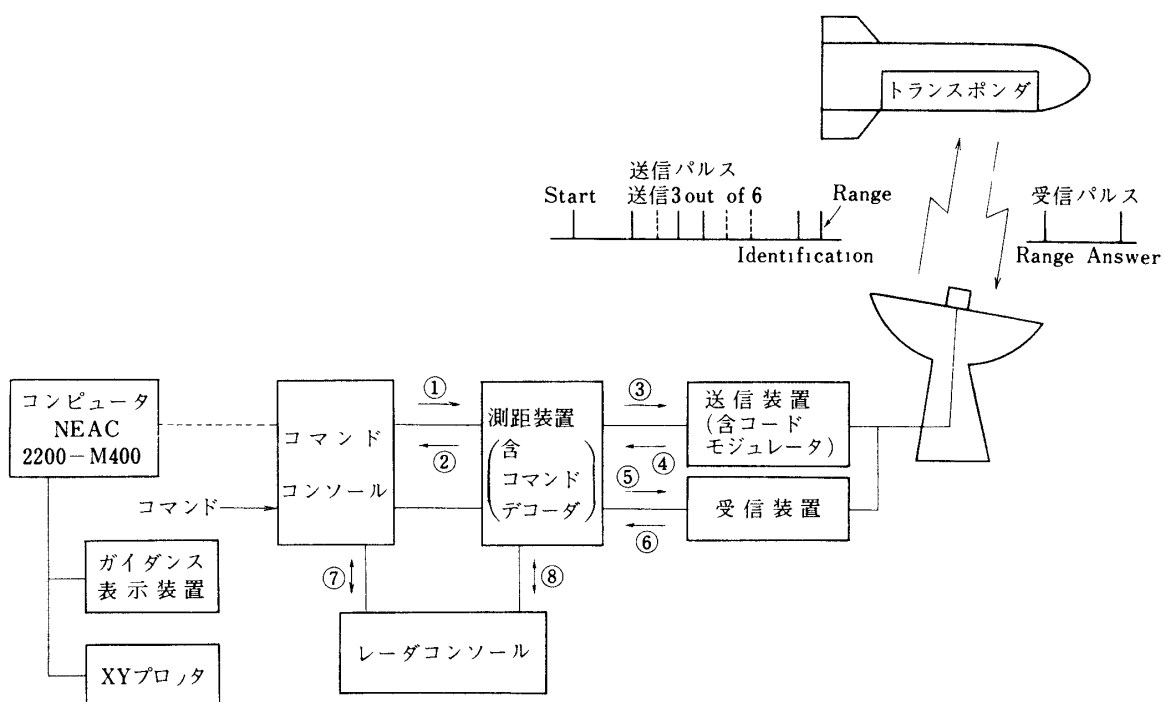 トランスポンダ
送信パルス
送信3 out of 6
Start
Range
Identification
受信パルス
Range Answer
コンピュータ
NEAC
2200-M400
コマンド
コマンド
コンソール
①
②
測距装置
(含
コマンド
デコーダ)
③
④
⑤
⑥
送信装置
(含コード
モジュレータ)
受信装置
ガイダンス
表示装置
XYプロッタ
⑦
⑧
レーダコンソール